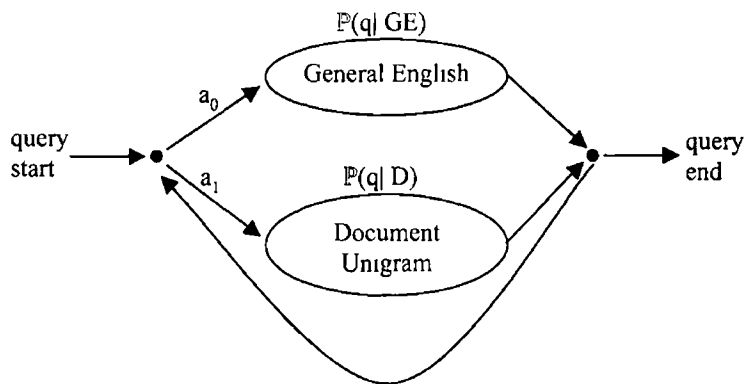 ℙ(q| GE)
General English
a₀
query
start
query
end
a₁
ℙ(q| D)
Document
Unigram